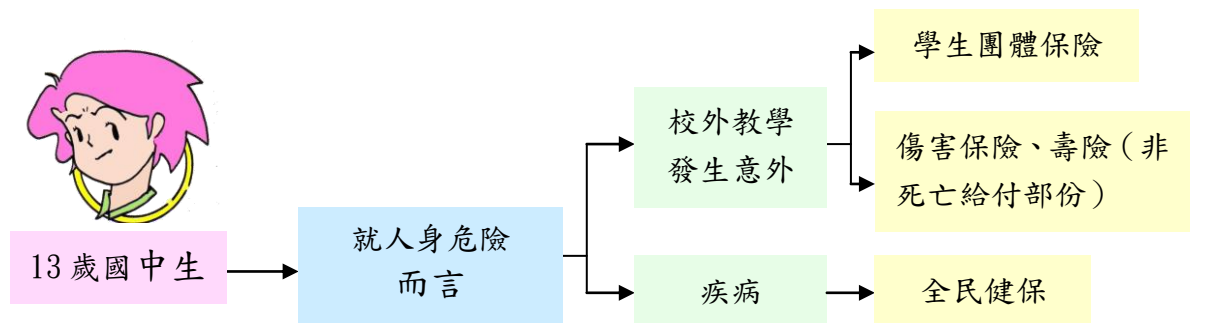 13歲國中生
就人身危險
而言
校外教學
發生意外
疾病
學生團體保險
傷害保險、壽險（非
死亡給付部份）
全民健保